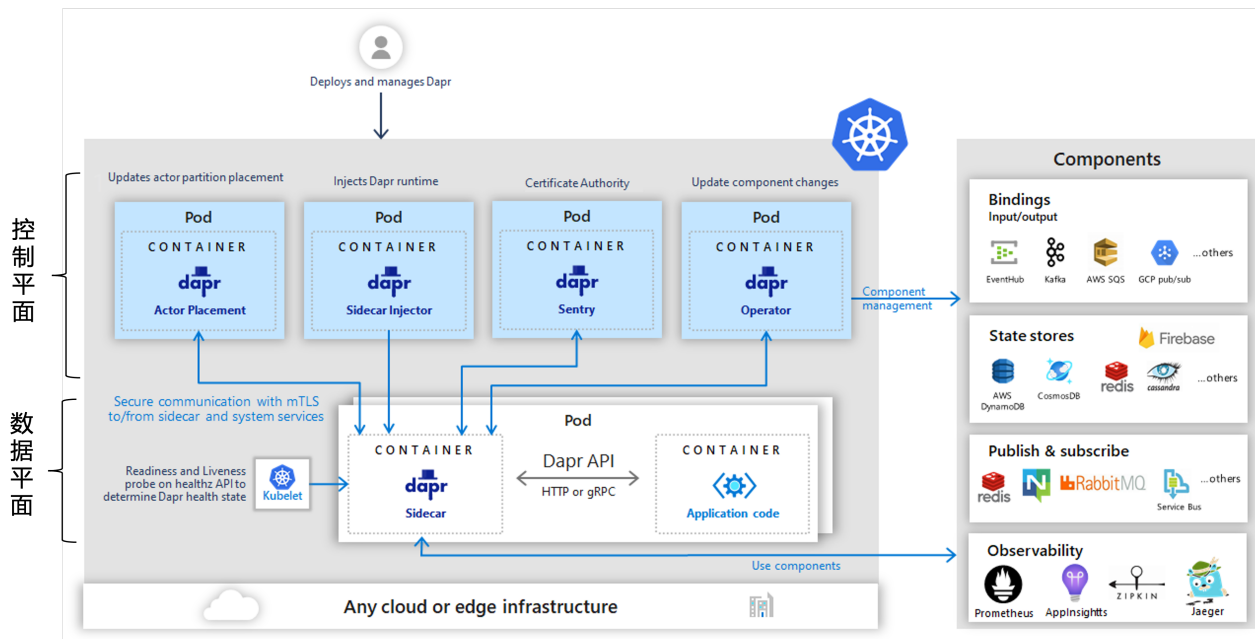 Deploys and manages Dapr
控制平面
数据平面
Updates actor partition placement
Injects Dapr runtime
Certificate Authority
Update component changes
Pod
CONTAINER
dapr
Actor Placement
Pod
CONTAINER
dapr
Sidecar Injector
Pod
CONTAINER
dapr
Sentry
Pod
CONTAINER
dapr
Operator
Component
management
Secure communication with mTLS
to/from sidecar and system services
Readiness and Liveness
probe on healthz API to
determine Dapr health state
Kubelet
Pod
CONTAINER
dapr
Sidecar
Dapr API
HTTP or gRPC
CONTAINER
Application code
Use components
Any cloud or edge infrastructure
Components
Bindings
Input/output
EventHub
Kafka
AWS SQS
GCP pub/sub
...others
State stores
Firebase
AWS
DynamoDB
CosmosDB
redis
cassandra
...others
Publish & subscribe
redis
N
RabbitMQ
Service Bus
...others
Observability
Prometheus
AppInsightts
ZIPKIN
Jaeger